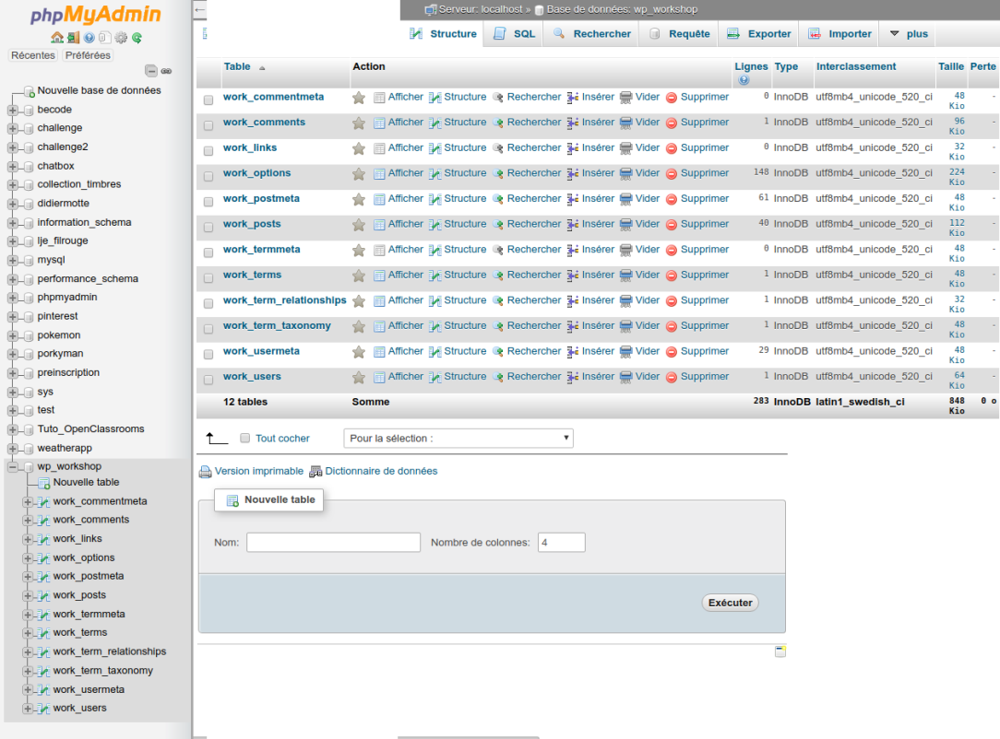 phpMyAdmin
Récentes Préférées
Nouvelle base de données
becode
challenge
challenge2
chatbox
collection_timbres
didiermotte
information_schema
lje_filrouge
mysql
performance_schema
phpmyadmin
pinterest
pokemon
porkyman
preinscription
sys
test
Tuto_OpenClassrooms
weatherapp
wp_workshop
Nouvelle table
work_commentmeta
work_comments
work_links
work_options
work_postmeta
work_posts
work_termmeta
work_terms
work_term_relationships
work_term_taxonomy
work_usermeta
work_users
Serveur: localhost » Base de données: wp_workshop
Structure SQL Rechercher Requête Exporter Importer plus
Table Action Lignes Type Interclassement Taille Perte
work_commentmeta Afficher Structure Rechercher Insérer Vider Supprimer 0 InnoDB utf8mb4_unicode_520_ci 48 Kio -
work_comments Afficher Structure Rechercher Insérer Vider Supprimer 1 InnoDB utf8mb4_unicode_520_ci 96 Kio -
work_links Afficher Structure Rechercher Insérer Vider Supprimer 0 InnoDB utf8mb4_unicode_520_ci 32 Kio -
work_options Afficher Structure Rechercher Insérer Vider Supprimer 148 InnoDB utf8mb4_unicode_520_ci 224 Kio -
work_postmeta Afficher Structure Rechercher Insérer Vider Supprimer 61 InnoDB utf8mb4_unicode_520_ci 48 Kio -
work_posts Afficher Structure Rechercher Insérer Vider Supprimer 40 InnoDB utf8mb4_unicode_520_ci 112 Kio -
work_termmeta Afficher Structure Rechercher Insérer Vider Supprimer 0 InnoDB utf8mb4_unicode_520_ci 48 Kio -
work_terms Afficher Structure Rechercher Insérer Vider Supprimer 1 InnoDB utf8mb4_unicode_520_ci 48 Kio -
work_term_relationships Afficher Structure Rechercher Insérer Vider Supprimer 1 InnoDB utf8mb4_unicode_520_ci 32 Kio -
work_term_taxonomy Afficher Structure Rechercher Insérer Vider Supprimer 1 InnoDB utf8mb4_unicode_520_ci 48 Kio -
work_usermeta Afficher Structure Rechercher Insérer Vider Supprimer 29 InnoDB utf8mb4_unicode_520_ci 48 Kio -
work_users Afficher Structure Rechercher Insérer Vider Supprimer 1 InnoDB utf8mb4_unicode_520_ci 64 Kio -
12 tables Somme 283 InnoDB latin1_swedish_ci 848 Kio 0 o
Tout cocher Pour la sélection :
Version imprimable Dictionnaire de données
Nouvelle table
Nom: Nombre de colonnes: 4
Exécuter